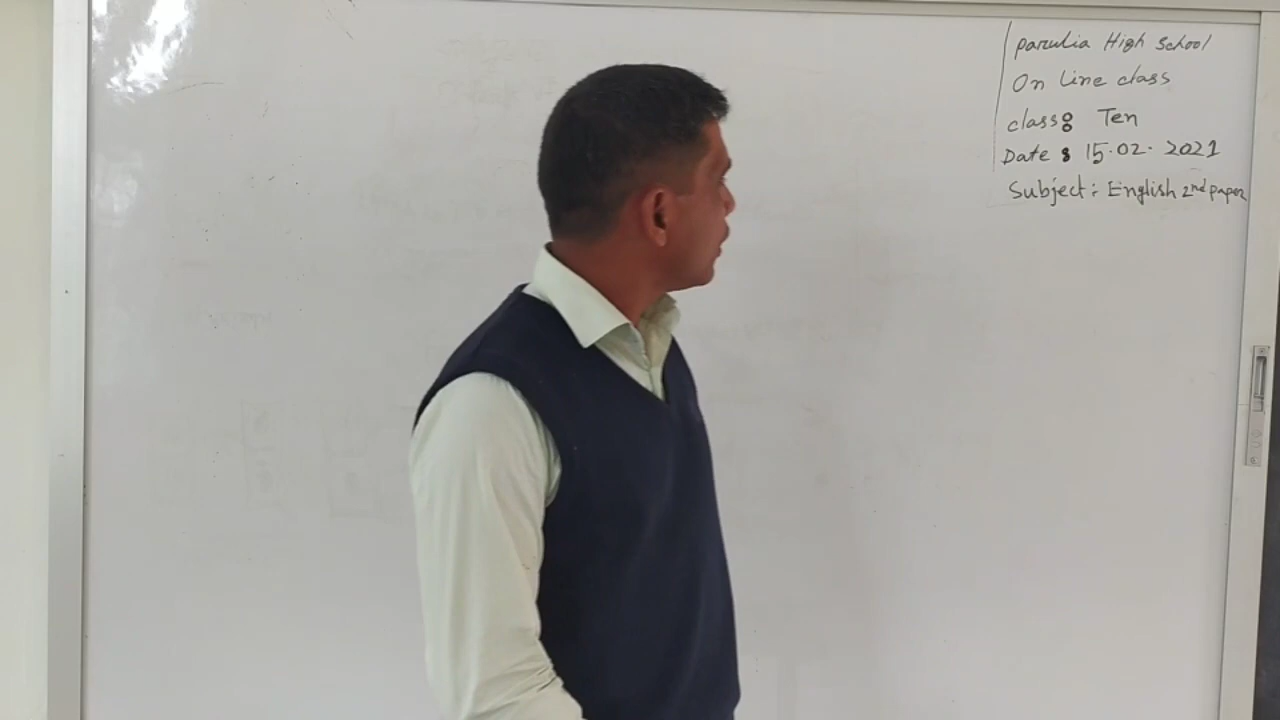 Parulia High School
On Line class
class: Ten
Date: 15.02.2021
Subject: English 2nd paper